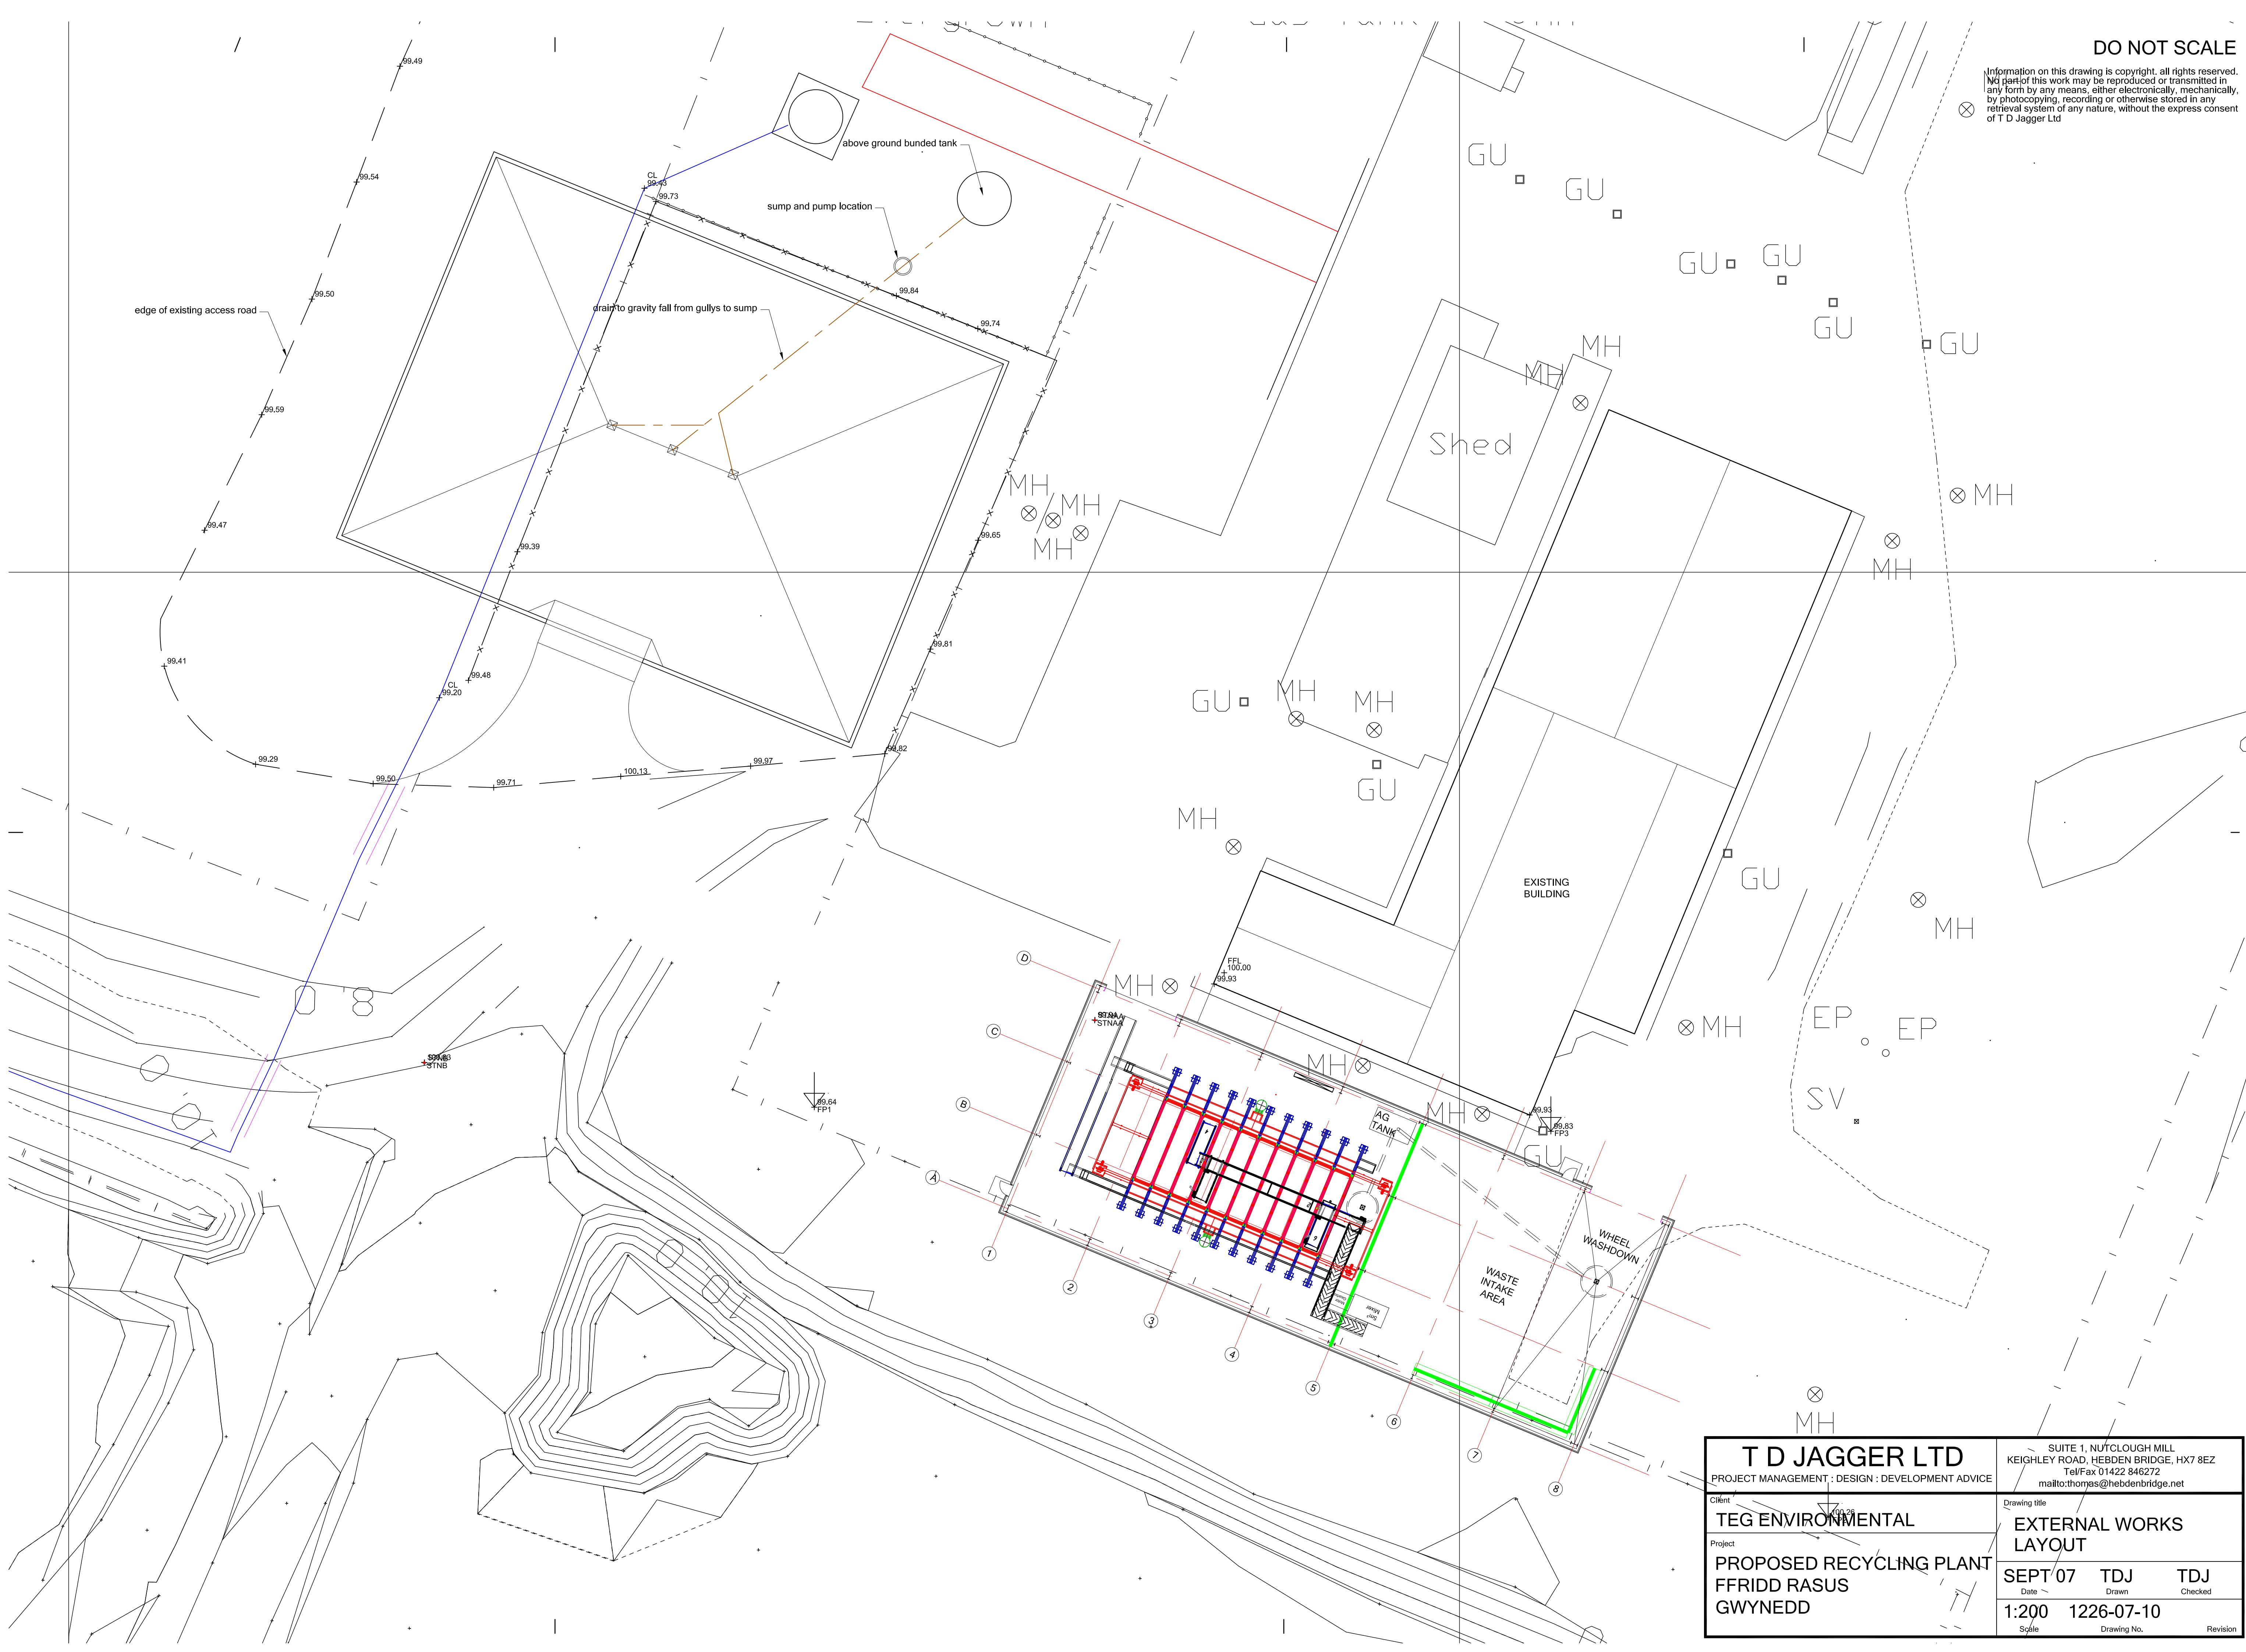 DO NOT SCALE
Information on this drawing is copyright. all rights reserved.
No part of this work may be reproduced or transmitted in
any form by any means, either electronically, mechanically,
by photocopying, recording or otherwise stored in any
retrieval system of any nature, without the express consent
of T D Jagger Ltd
99.49
above ground bunded tank
99.54
CL
99.43
99.73
sump and pump location
GU
GU
GU
GU
GU
GU
99.50
99.84
edge of existing access road
drain to gravity fall from gullys to sump
99.74
MH
MH
99.59
Shed
MH
MH
MH
MH
99.47
99.39
99.65
MH
99.81
99.41
99.48
CL
99.20
GU
MH
MH
99.82
99.29
99.50
99.71
100.13
99.97
GU
MH
GU
EXISTING
BUILDING
MH
D
MH
FFL
100.00
99.93
C
STNAA
EP
EP
MH
MH
STNB
B
99.64
FP1
AG
TANK
MH
99.93
99.83
FP3
GU
SV
A
1
2
3
4
5
6
7
8
WHEEL
WASHDOWN
WASTE
INTAKE
AREA
Mixer
MH
T D JAGGER LTD
PROJECT MANAGEMENT : DESIGN : DEVELOPMENT ADVICE
SUITE 1, NUTCLOUGH MILL
KEIGHLEY ROAD, HEBDEN BRIDGE, HX7 8EZ
Tel/Fax 01422 846272
mailto:thomas@hebdenbridge.net
Client
TEG ENVIRONMENTAL
100.26
Drawing title
EXTERNAL WORKS
LAYOUT
Project
PROPOSED RECYCLING PLANT
FFRIDD RASUS
GWYNEDD
SEPT 07 TDJ TDJ
Date Drawn Checked
1:200 1226-07-10
Scale Drawing No. Revision